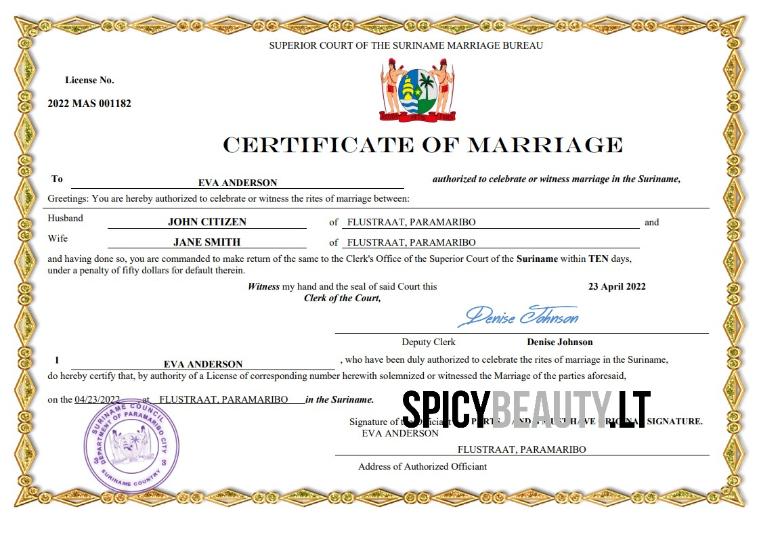 SUPERIOR COURT OF THE SURINAME MARRIAGE BUREAU
License No.
2022 MAS 001182
CERTIFICATE OF MARRIAGE
To EVA ANDERSON authorized to celebrate or witness marriage in the Suriname,
Greetings: You are hereby authorized to celebrate or witness the rites of marriage between:
Husband JOHN CITIZEN of FLUSTRAAT, PARAMARIBO and
Wife JANE SMITH of FLUSTRAAT, PARAMARIBO
and having done so, you are commanded to make return of the same to the Clerk's Office of the Superior Court of the Suriname within TEN days,
under a penalty of fifty dollars for default therein.
Witness my hand and the seal of said Court this 23 April 2022
Clerk of the Court,
Denise Johnson
Deputy Clerk Denise Johnson
I EVA ANDERSON , who have been duly authorized to celebrate the rites of marriage in the Suriname,
do hereby certify that, by authority of a License of corresponding number herewith solemnized or witnessed the Marriage of the parties aforesaid,
on the 04/23/2022 at FLUSTRAAT, PARAMARIBO in the Suriname.
SPICYBEAUTY.LT
Signature of SIGNATURE.
EVA ANDERSON
FLUSTRAAT, PARAMARIBO
Address of Authorized Officiant
SURINAME COUNCIL
DEPARTMENT OF PARAMARIBO CITY
SURINAME COUNTRY